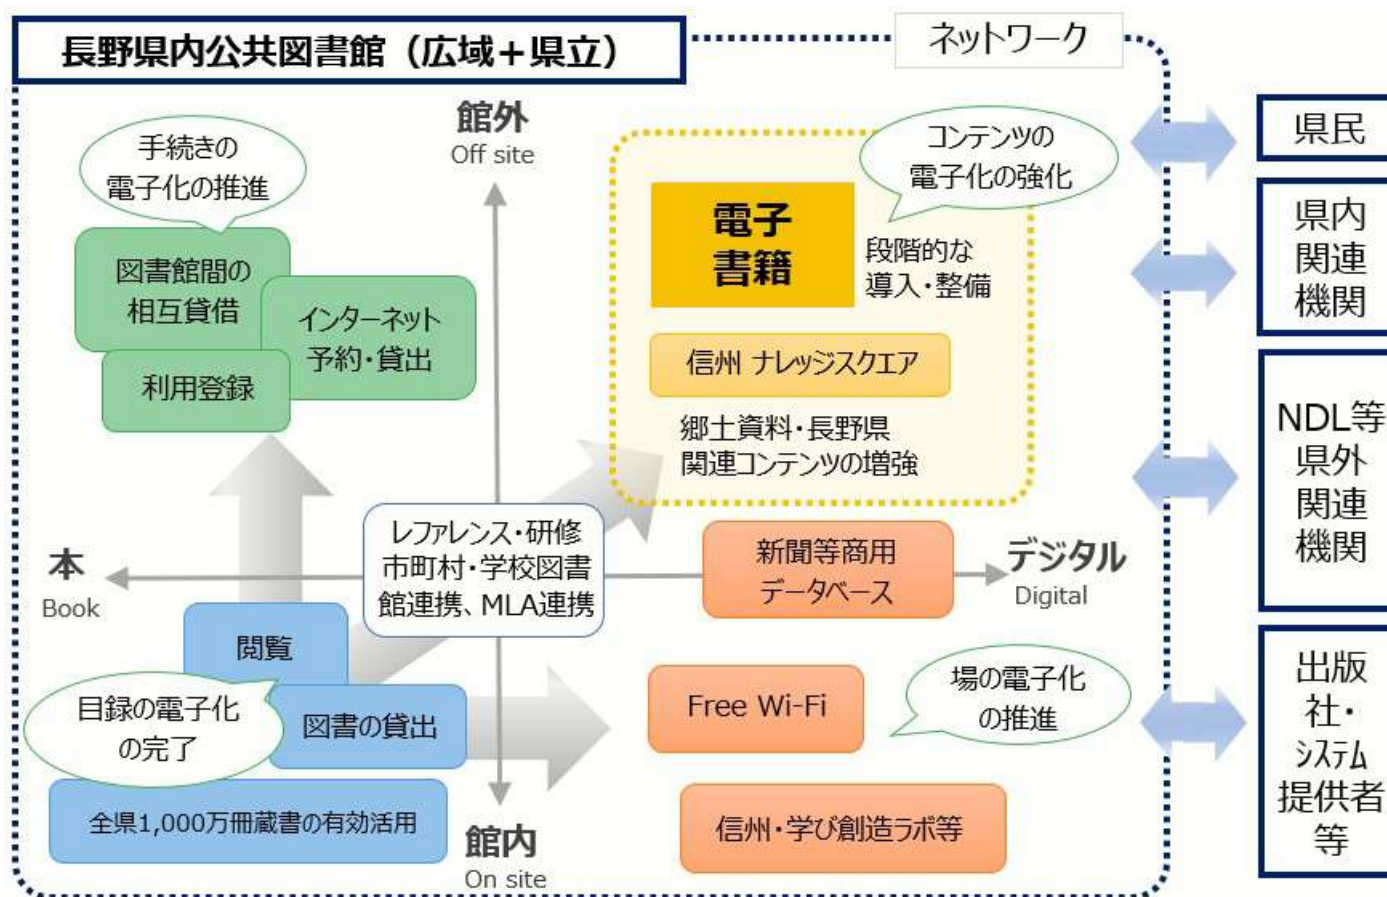 長野県内公共図書館（広域＋県立）
ネットワーク
館外
Off site
手続きの
電子化の推進
図書館間の
相互貸借
インターネット
予約・貸出
利用登録
コンテンツの
電子化の強化
電子
書籍
段階的な
導入・整備
信州 ナレッジスクエア
郷土資料・長野県
関連コンテンツの増強
本
Book
レファレンス・研修
市町村・学校図書
館連携、MLA連携
新聞等商用
データベース
デジタル
Digital
閲覧
目録の電子化
の完了
図書の貸出
全県1,000万冊蔵書の有効活用
Free Wi-Fi
場の電子化
の推進
信州・学び創造ラボ等
館内
On site
県民
県内
関連
機関
NDL等
県外
関連
機関
出版
社・
システム
提供者
等